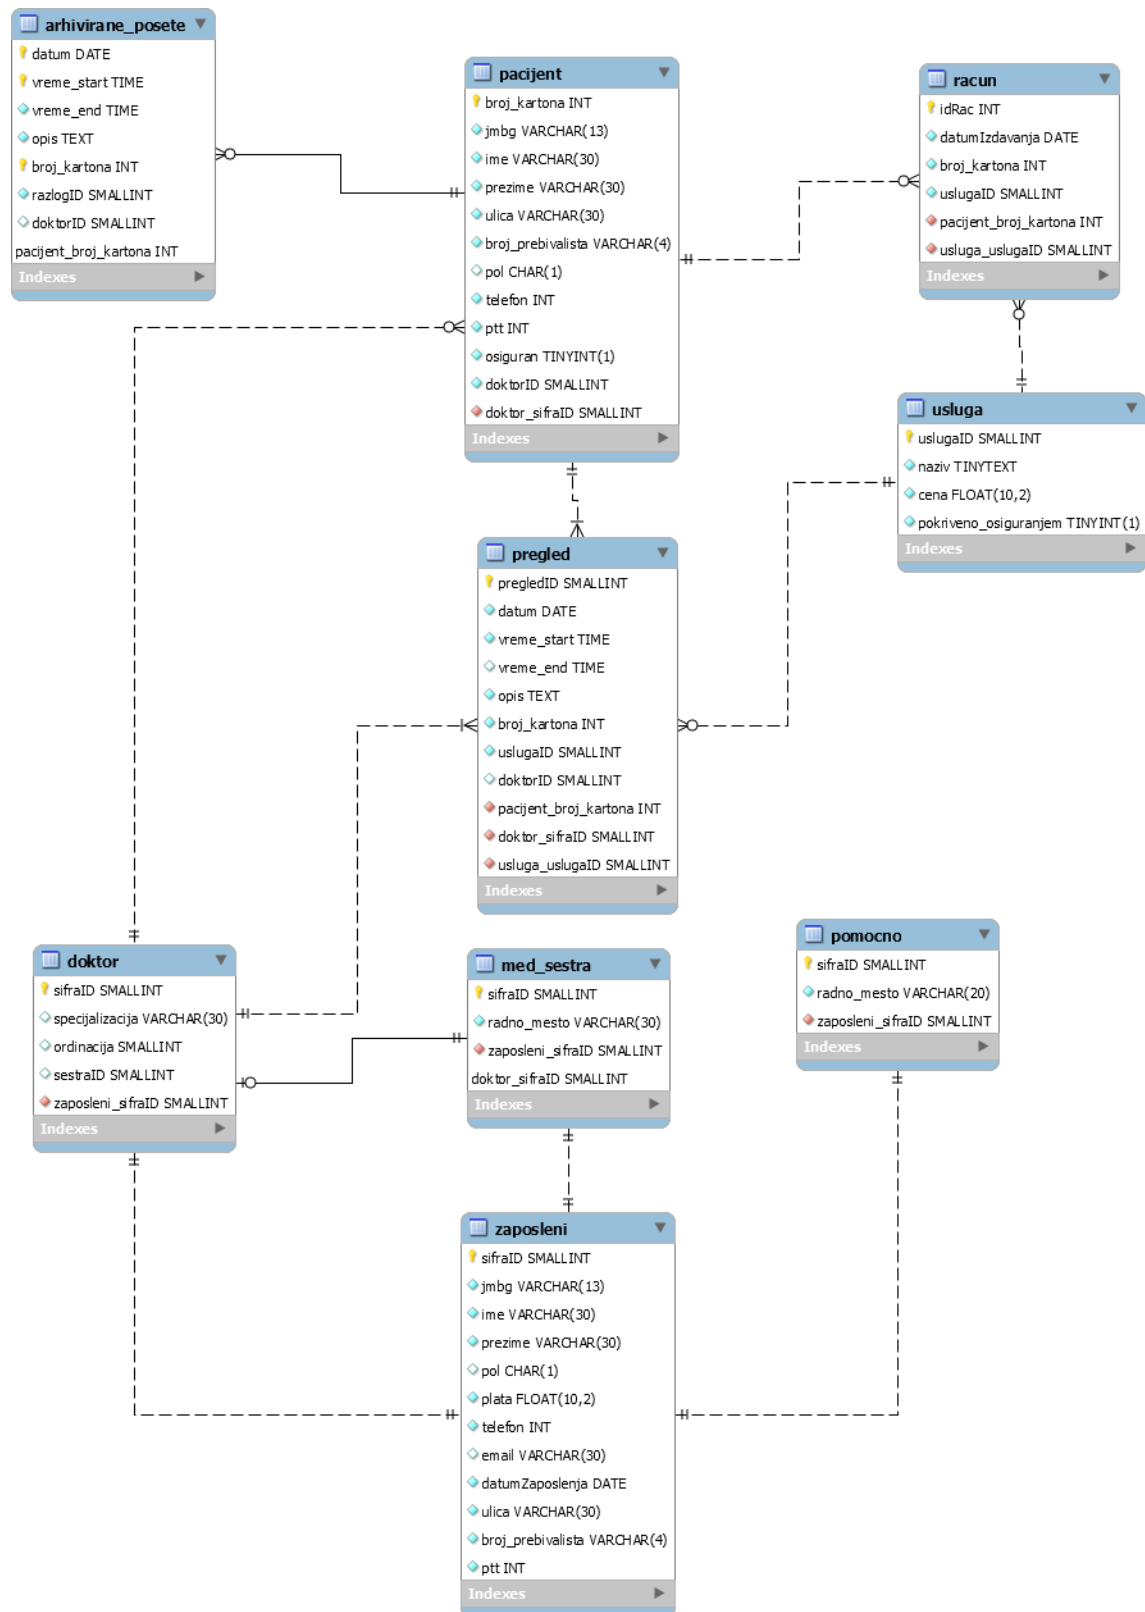 arhivirane_posete
datum DATE
vreme_start TIME
vreme_end TIME
opis TEXT
broj_kartona INT
razlogID SMALLINT
doktorID SMALLINT
pacijent_broj_kartona INT
Indexes
pacijent
broj_kartona INT
jmbg VARCHAR(13)
ime VARCHAR(30)
prezime VARCHAR(30)
ulica VARCHAR(30)
broj_prebivalista VARCHAR(4)
pol CHAR(1)
telefon INT
ptt INT
osiguran TINYINT(1)
doktorID SMALLINT
doktor_sifraID SMALLINT
Indexes
racun
idRac INT
datumIzdavanja DATE
broj_kartona INT
uslugaID SMALLINT
pacijent_broj_kartona INT
usluga_uslugaID SMALLINT
Indexes
usluga
uslugaID SMALLINT
naziv TINYTEXT
cena FLOAT(10,2)
pokriveno_osiguranjem TINYINT(1)
Indexes
pregled
pregledID SMALLINT
datum DATE
vreme_start TIME
vreme_end TIME
opis TEXT
broj_kartona INT
uslugaID SMALLINT
doktorID SMALLINT
pacijent_broj_kartona INT
doktor_sifraID SMALLINT
usluga_uslugaID SMALLINT
Indexes
doktor
sifraID SMALLINT
specijalizacija VARCHAR(30)
ordinacija SMALLINT
sestraID SMALLINT
zaposleni_sifraID SMALLINT
Indexes
med_sestra
sifraID SMALLINT
radno_mesto VARCHAR(30)
zaposleni_sifraID SMALLINT
doktor_sifraID SMALLINT
Indexes
pomocno
sifraID SMALLINT
radno_mesto VARCHAR(20)
zaposleni_sifraID SMALLINT
Indexes
zaposleni
sifraID SMALLINT
jmbg VARCHAR(13)
ime VARCHAR(30)
prezime VARCHAR(30)
pol CHAR(1)
plata FLOAT(10,2)
telefon INT
email VARCHAR(30)
datumZaposlenja DATE
ulica VARCHAR(30)
broj_prebivalista VARCHAR(4)
ptt INT
Indexes